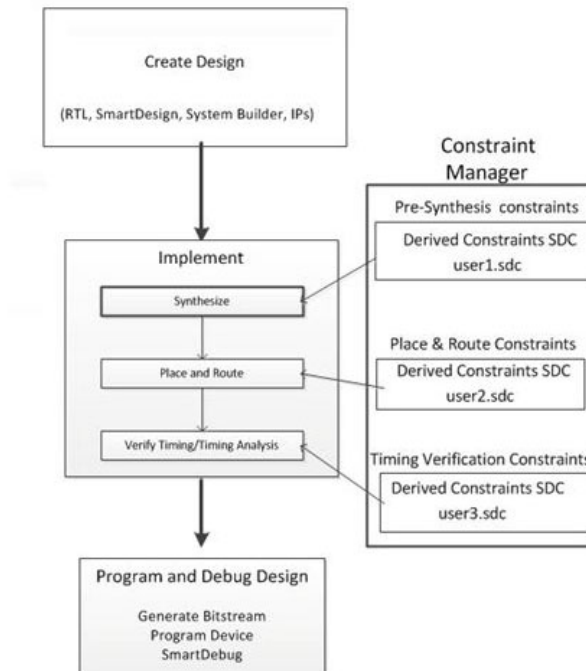 Create Design
(RTL, SmartDesign, System Builder, IPs)
Constraint
Manager
Pre-Synthesis constraints
Derived Constraints SDC
user1.sdc
Implement
Synthesize
Place and Route
Verify Timing/Timing Analysis
Place & Route Constraints
Derived Constraints SDC
user2.sdc
Timing Verification Constraints
Derived Constraints SDC
user3.sdc
Program and Debug Design
Generate Bitstream
Program Device
SmartDebug